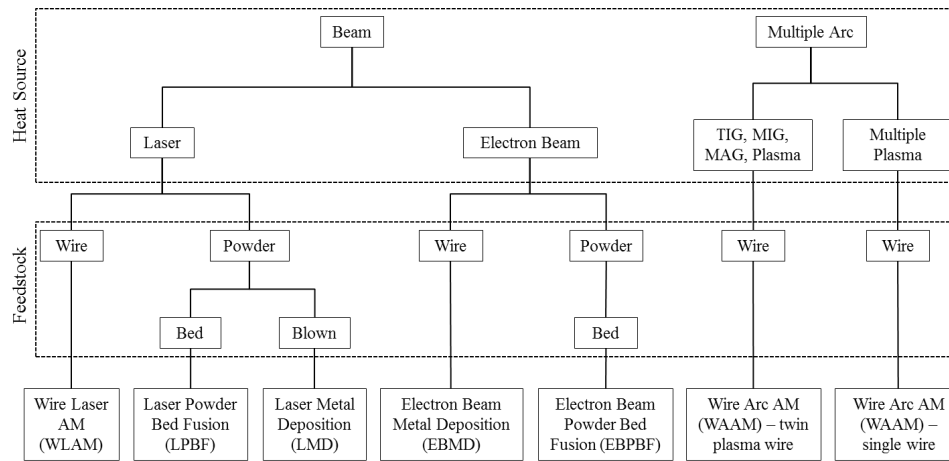 Heat Source
Beam
Multiple Arc
Laser
Electron Beam
TIG, MIG,
MAG, Plasma
Multiple
Plasma
Feedstock
Wire
Powder
Wire
Powder
Wire
Wire
Bed
Blown
Bed
Wire Laser
AM
(WLAM)
Laser Powder
Bed Fusion
(LPBF)
Laser Metal
Deposition
(LMD)
Electron Beam
Metal Deposition
(EBMD)
Electron Beam
Powder Bed
Fusion (EBPBF)
Wire Arc AM
(WAAM) – twin
plasma wire
Wire Arc AM
(WAAM) –
single wire